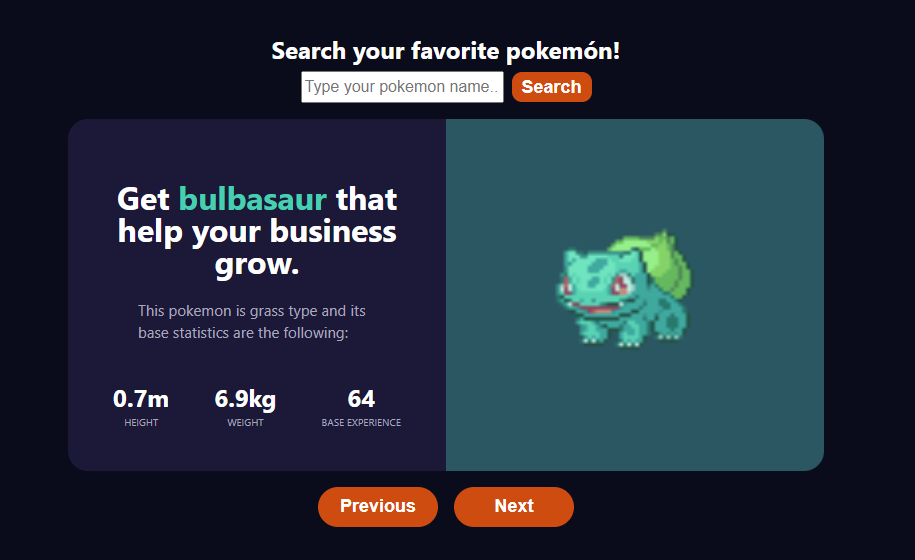 Search your favorite pokemón!
Type your pokemon name..
Search
Get bulbasaur that
help your business
grow.
This pokemon is grass type and its
base statistics are the following:
0.7m 6.9kg 64
HEIGHT WEIGHT BASE EXPERIENCE
Previous Next